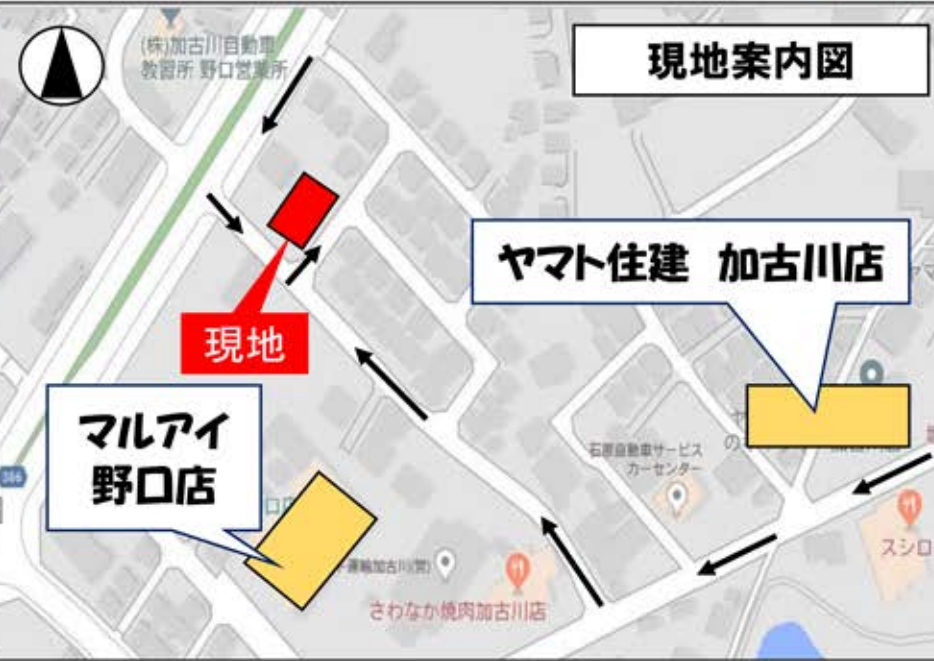 (株)加古川自動車
教習所 野口営業所
現地案内図
ヤマト住建 加古川店
現地
マルアイ
野口店
386
石原自動車サービス
カーセンター
スシロ
さわなか焼肉加古川店